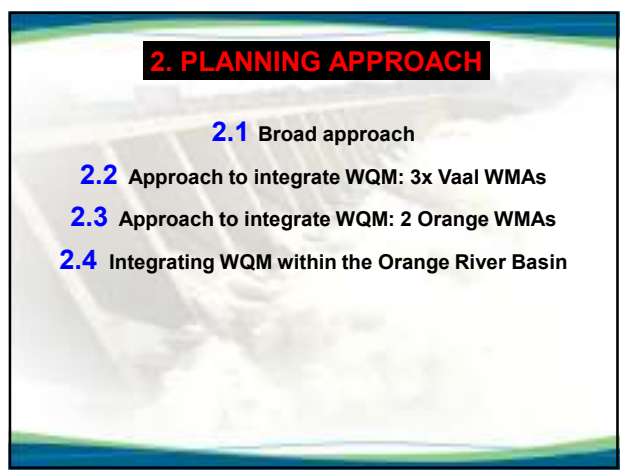 2. PLANNING APPROACH
2.1 Broad approach
2.2 Approach to integrate WQM: 3x Vaal WMAs
2.3 Approach to integrate WQM: 2 Orange WMAs
2.4 Integrating WQM within the Orange River Basin